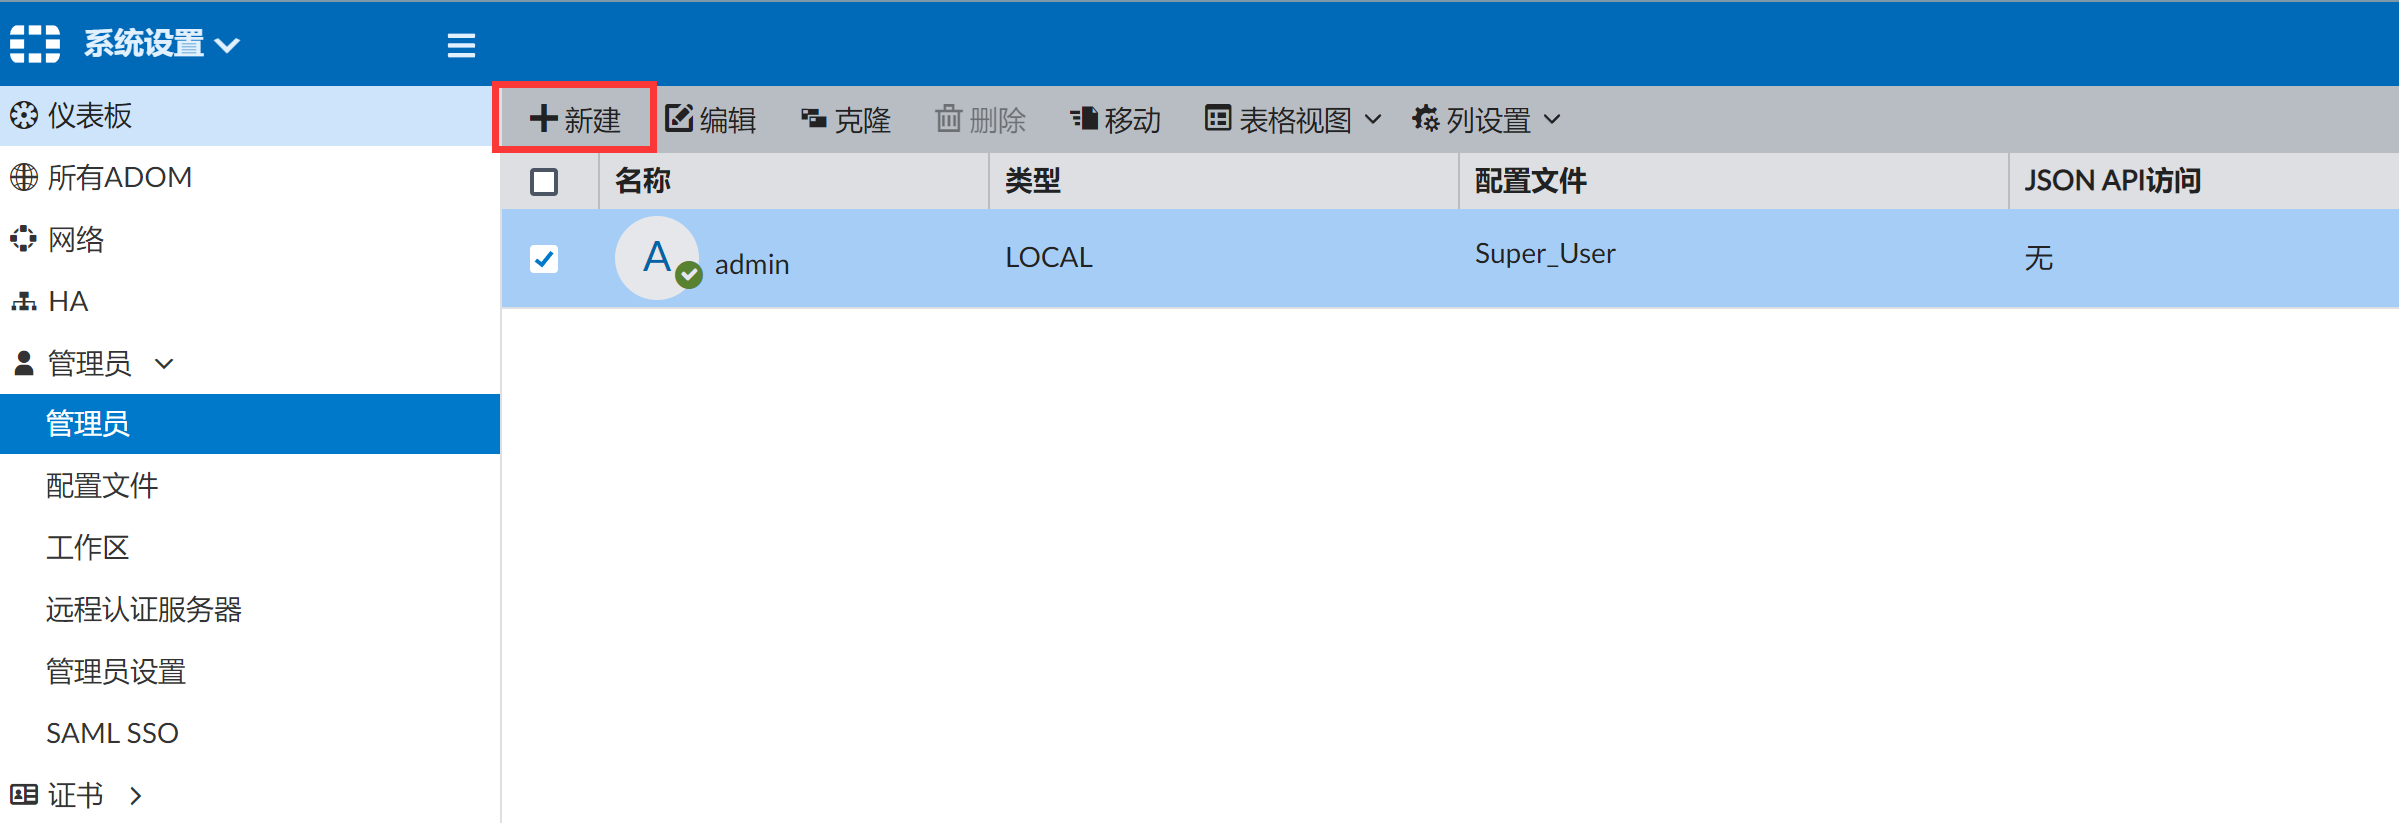 系统设置
仪表板
所有ADOM
网络
HA
管理员
管理员
配置文件
工作区
远程认证服务器
管理员设置
SAML SSO
证书
新建 编辑 克隆 删除 移动 表格视图 列设置
名称 类型 配置文件 JSON API访问
A admin LOCAL Super_User 无